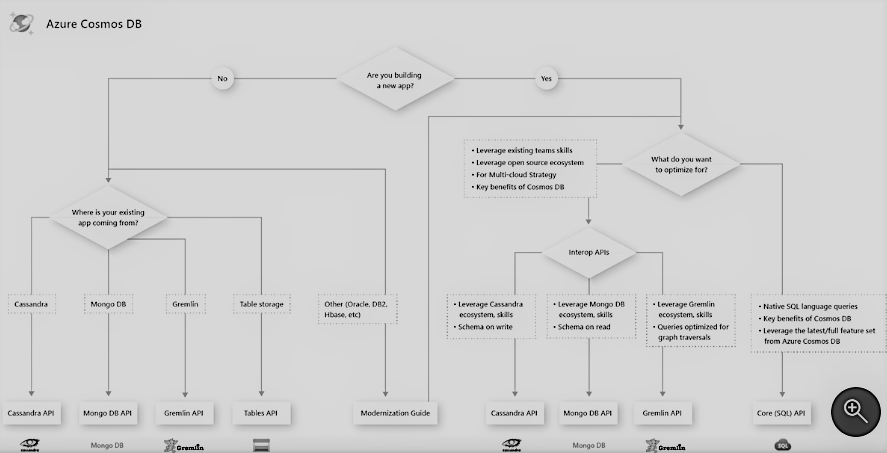 Azure Cosmos DB
Are you building
a new app?
No
Yes
• Leverage existing teams skills
• Leverage open source ecosystem
• For Multi-cloud Strategy
• Key benefits of Cosmos DB
What do you want
to optimize for?
Where is your existing
app coming from?
Interop APIs
Cassandra
Mongo DB
Gremlin
Table storage
Other (Oracle, DB2,
Hbase, etc)
• Leverage Cassandra
ecosystem, skills
• Schema on write
• Leverage Mongo DB
ecosystem, skills
• Schema on read
• Leverage Gremlin
ecosystem, skills
• Queries optimized for
graph traversals
• Native SQL language queries
• Key benefits of Cosmos DB
• Leverage the latest/full feature set
from Azure Cosmos DB
Cassandra API
Mongo DB API
Gremlin API
Tables API
Modernization Guide
Cassandra API
Mongo DB API
Gremlin API
Core (SQL) API
cassandra
Mongo DB
Gremlin
cassandra
Mongo DB
Gremlin
SQL